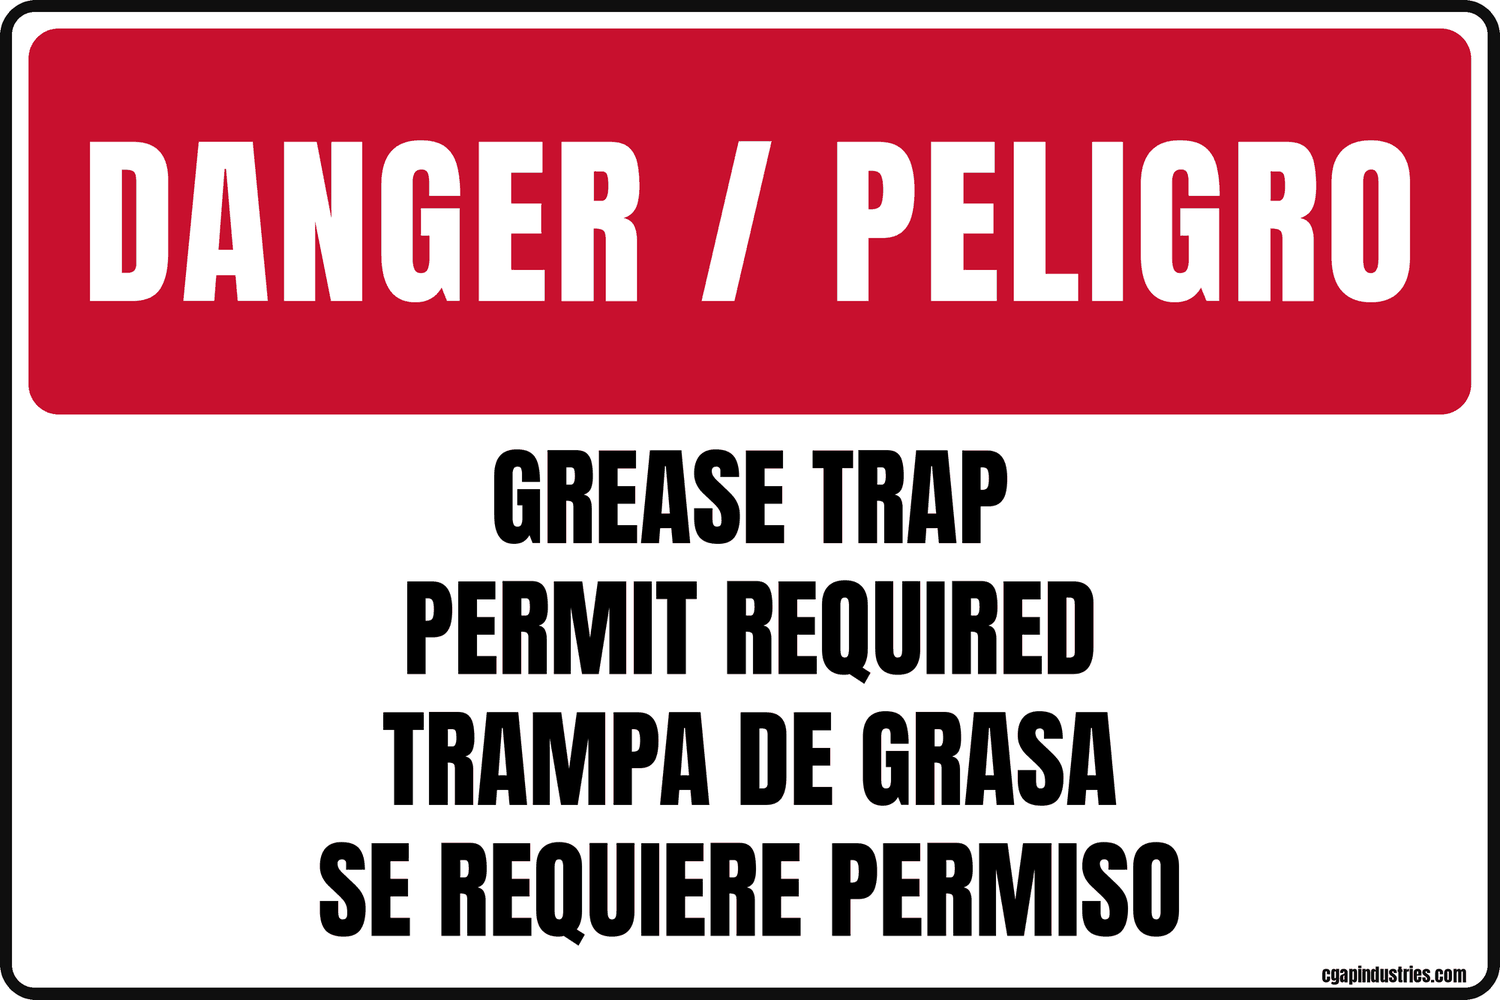 DANGER / PELIGRO
GREASE TRAP
PERMIT REQUIRED
TRAMPA DE GRASA
SE REQUIERE PERMISO
cgapindustries.com